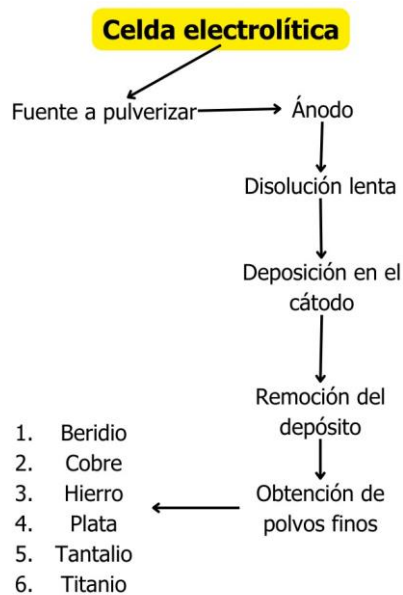 Celda electrolítica
Fuente a pulverizar
Ánodo
Disolución lenta
Deposición en el
cátodo
Remoción del
depósito
Obtención de
polvos finos
1. Beridio
2. Cobre
3. Hierro
4. Plata
5. Tantalio
6. Titanio